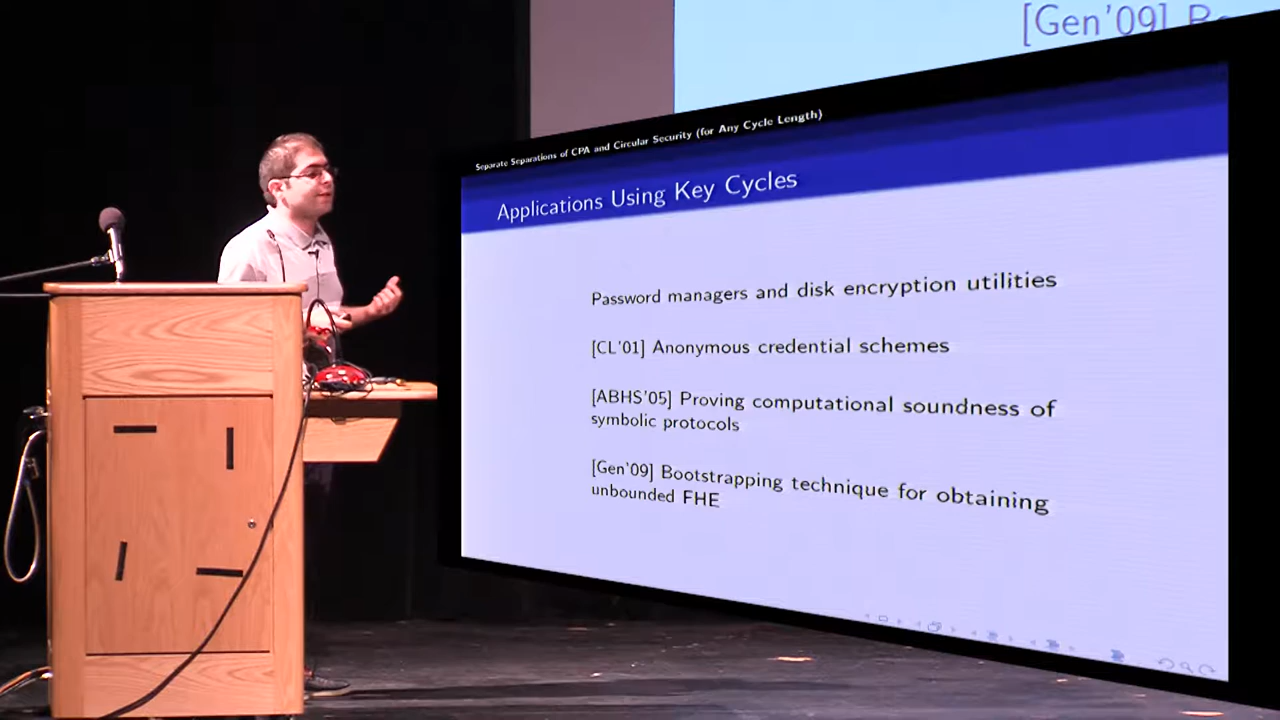 [Gen'09]
Separate Separations of CPA and Circular Security (for Any Cycle Length)
Applications Using Key Cycles
Password managers and disk encryption utilities
[CL'01] Anonymous credential schemes
[ABHS'05] Proving computational soundness of
symbolic protocols
[Gen'09] Bootstrapping technique for obtaining
unbounded FHE